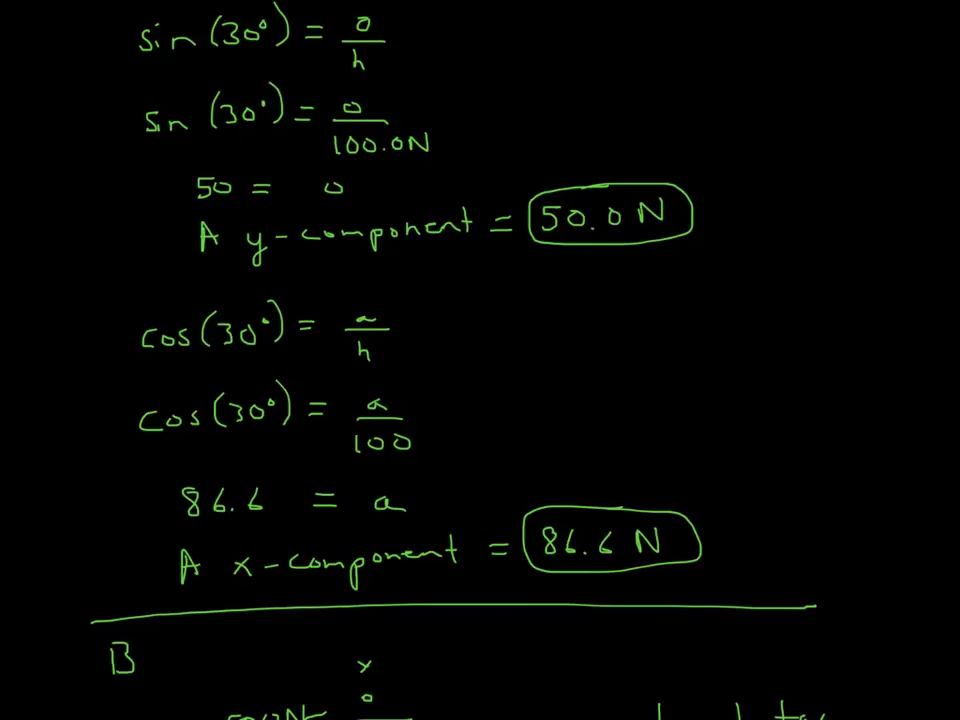 sin (30°) = o/h
sin (30°) = o/100.0N
50 = o
A y-component = 50.0 N
cos (30°) = a/h
cos (30°) = a/100
86.6 = a
A x-component = 86.6 N
B
x
o